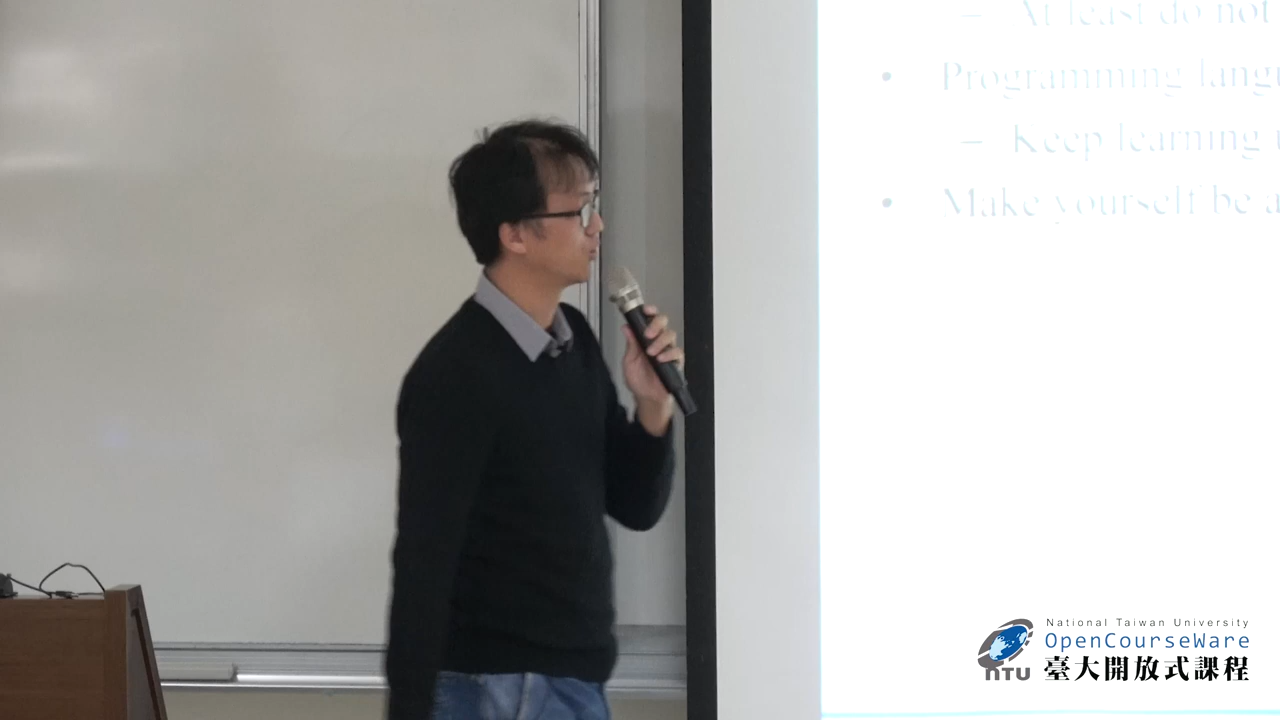 – At least do not
• Programming langu
– Keep learning
• Make yourself be a
National Taiwan University
OpenCourseWare
NTU
臺大開放式課程